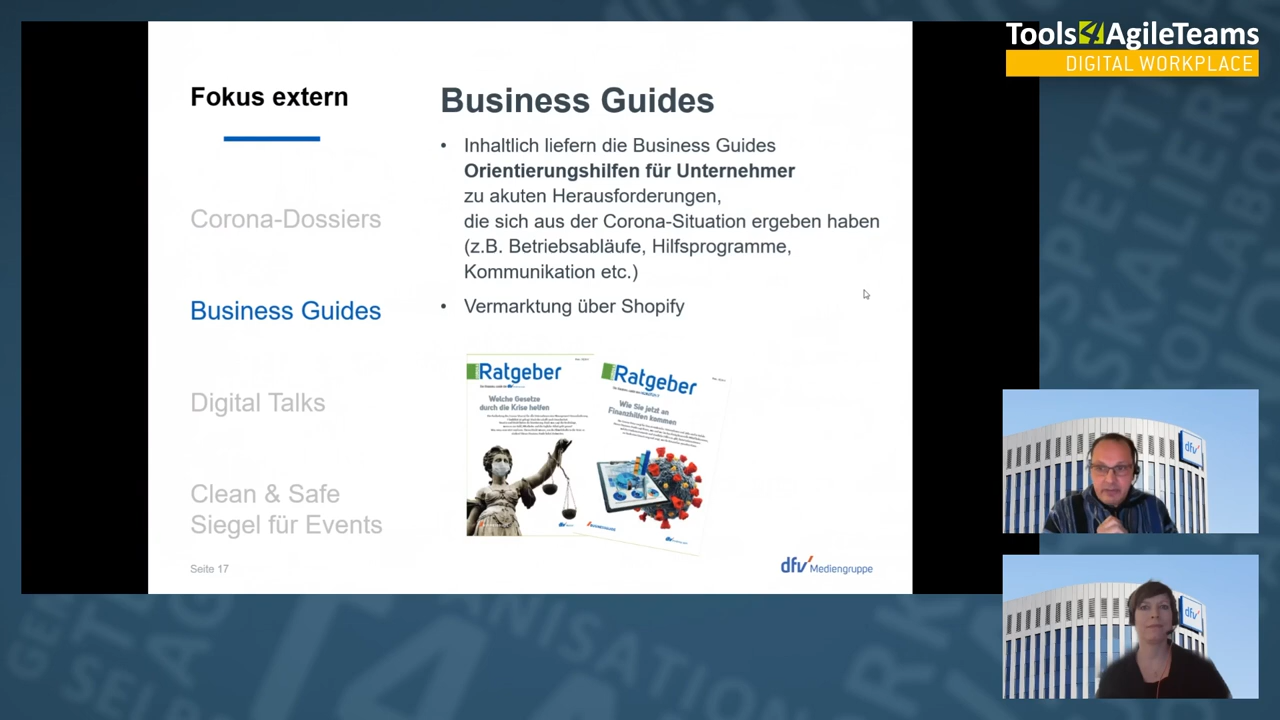 Tools4AgileTeams
DIGITAL WORKPLACE
Fokus extern
Corona-Dossiers
Business Guides
Digital Talks
Clean & Safe
Siegel für Events
Seite 17
Business Guides
• Inhaltlich liefern die Business Guides
Orientierungshilfen für Unternehmer
zu akuten Herausforderungen,
die sich aus der Corona-Situation ergeben haben
(z.B. Betriebsabläufe, Hilfsprogramme,
Kommunikation etc.)
• Vermarktung über Shopify
Ratgeber
Welche Gesetze
durch die Krise helfen
Ratgeber
Wie Sie jetzt an
Finanzhilfen kommen
dfv Mediengruppe
dfv
dfv